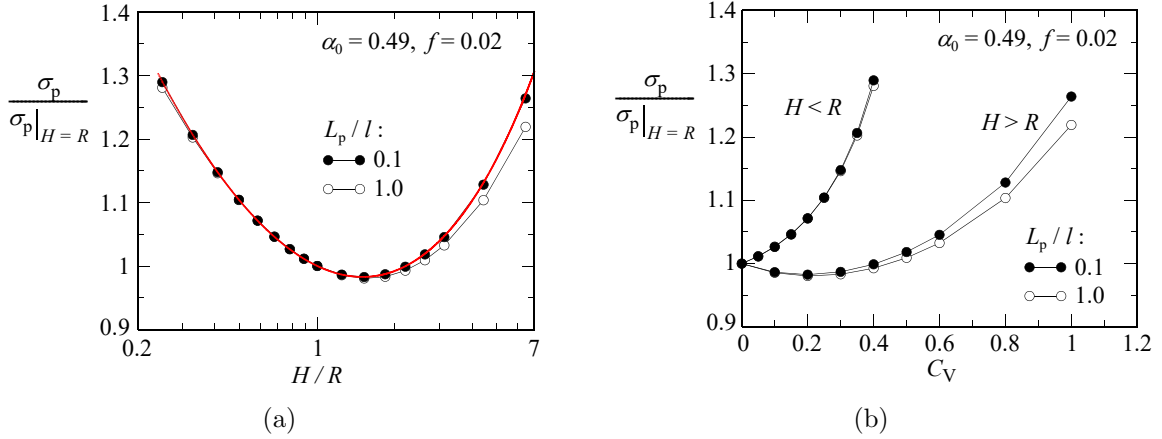 α₀ = 0.49, f = 0.02
σₚ / σₚ|H = R
Lₚ / l :
0.1
1.0
1.3
1.2
1.1
1
0.9
0.2 1 7
H / R
(a)
α₀ = 0.49, f = 0.02
σₚ / σₚ|H = R
H < R
H > R
Lₚ / l :
0.1
1.0
1.4
1.3
1.2
1.1
1.0
0.9
0 0.2 0.4 0.6 0.8 1 1.2
C_V
(b)